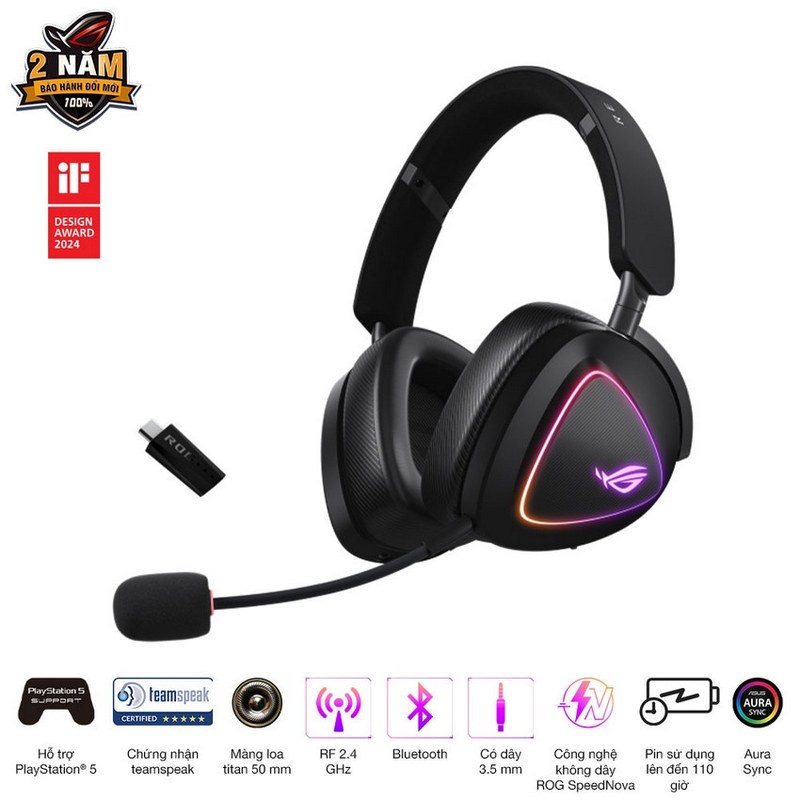 2 NĂM
BẢO HÀNH ĐỔI MỚI
100%
iF
DESIGN
AWARD
2024
R E
ROG
PlayStation 5
SUPPORT
teamspeak
CERTIFIED ★★★★★
ASUS
AURA
SYNC
Hỗ trợ
PlayStation® 5
Chứng nhận
teamspeak
Màng loa
titan 50 mm
RF 2.4
GHz
Bluetooth
Có dây
3.5 mm
Công nghệ
không dây
ROG SpeedNova
Pin sử dụng
lên đến 110
giờ
Aura
Sync